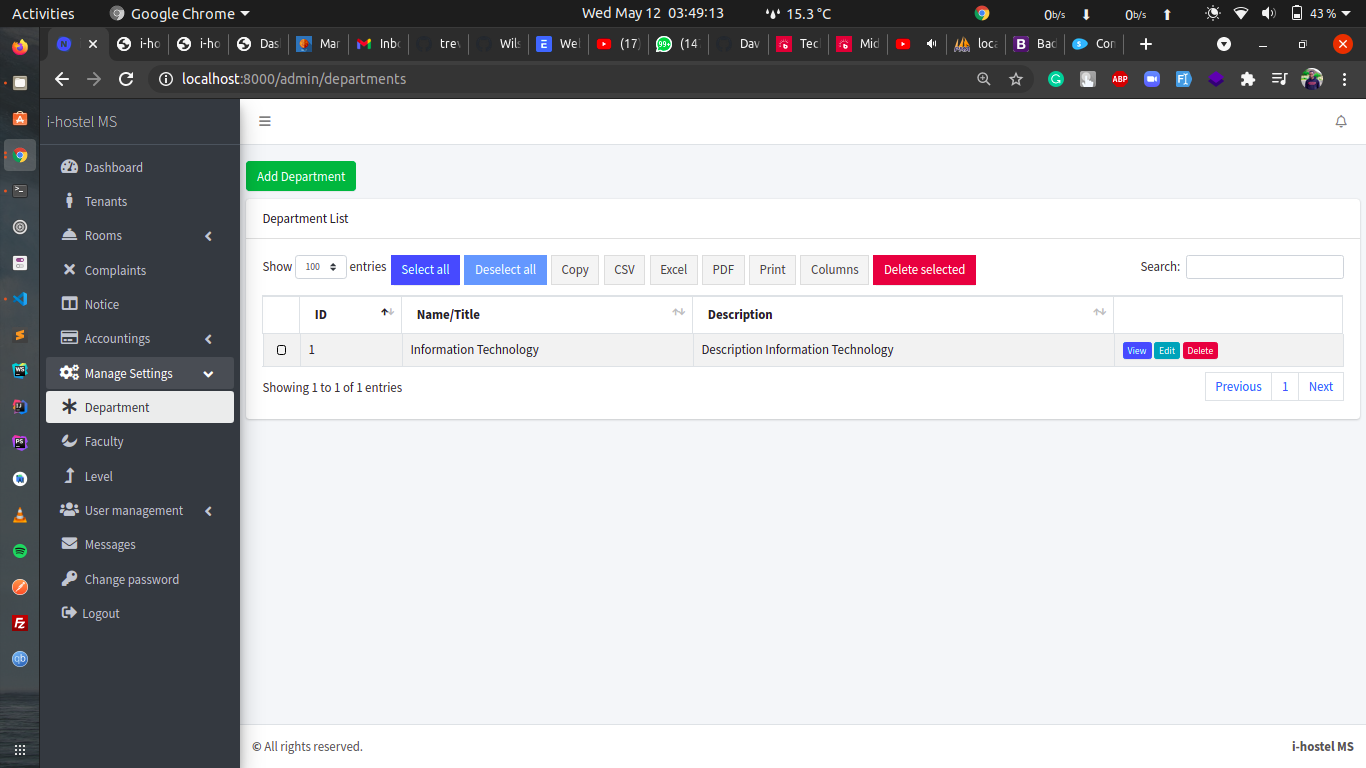 Activities Google Chrome Wed May 12 03:49:13 15.3 °C 0b/s 0b/s 43 %
i-ho i-ho Das Mar Inbo trev Wils Wel (17) (14 Dav Tecl Mid loca Bad Con
localhost:8000/admin/departments
i-hostel MS
Dashboard
Tenants
Rooms
Complaints
Notice
Accountings
Manage Settings
Department
Faculty
Level
User management
Messages
Change password
Logout
Add Department
Department List
Show 100 entries Select all Deselect all Copy CSV Excel PDF Print Columns Delete selected Search:
ID Name/Title Description
1 Information Technology Description Information Technology View Edit Delete
Showing 1 to 1 of 1 entries Previous 1 Next
© All rights reserved. i-hostel MS